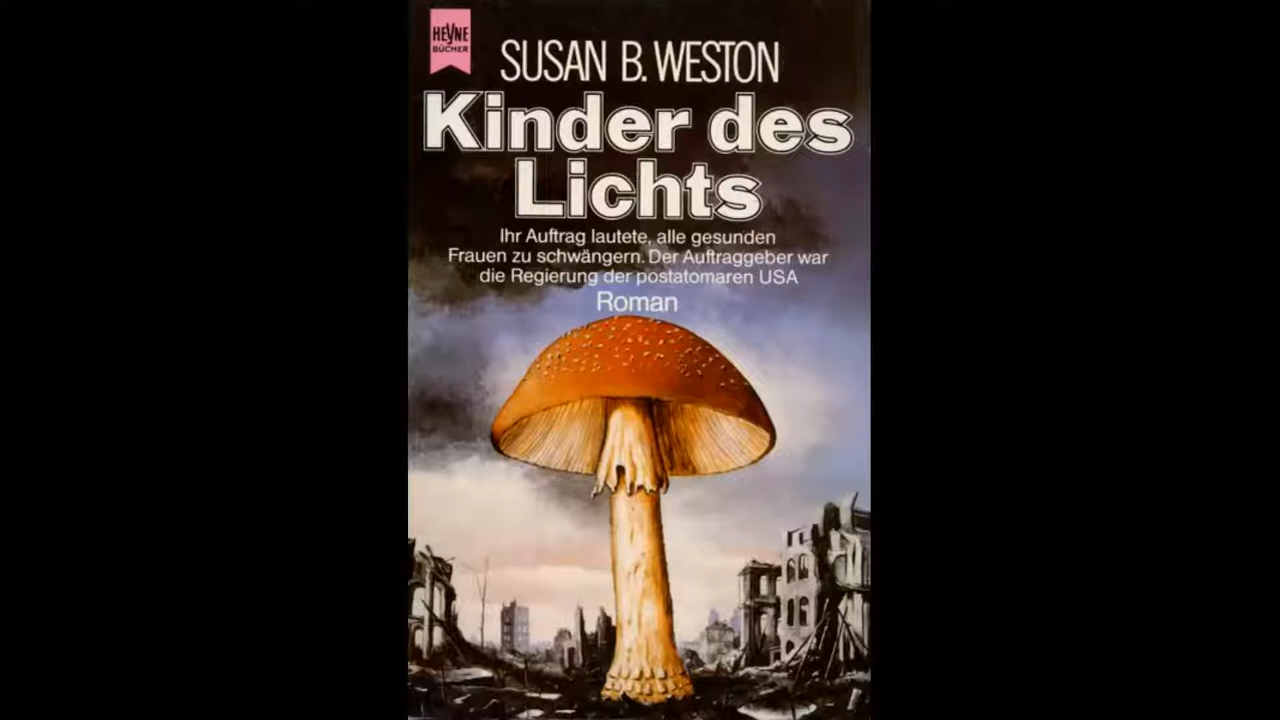 HEYNE
BÜCHER
SUSAN B. WESTON
Kinder des
Lichts
Ihr Auftrag lautete, alle gesunden
Frauen zu schwängern. Der Auftraggeber war
die Regierung der postatomaren USA
Roman